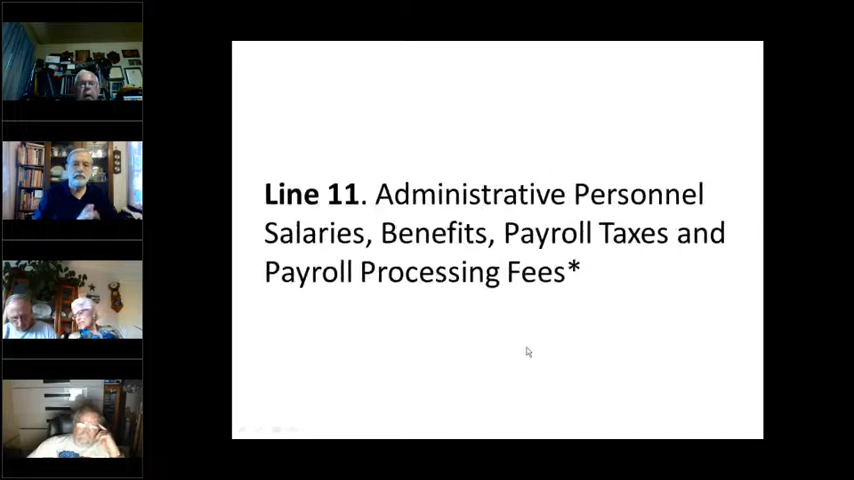 Line 11. Administrative Personnel
Salaries, Benefits, Payroll Taxes and
Payroll Processing Fees*